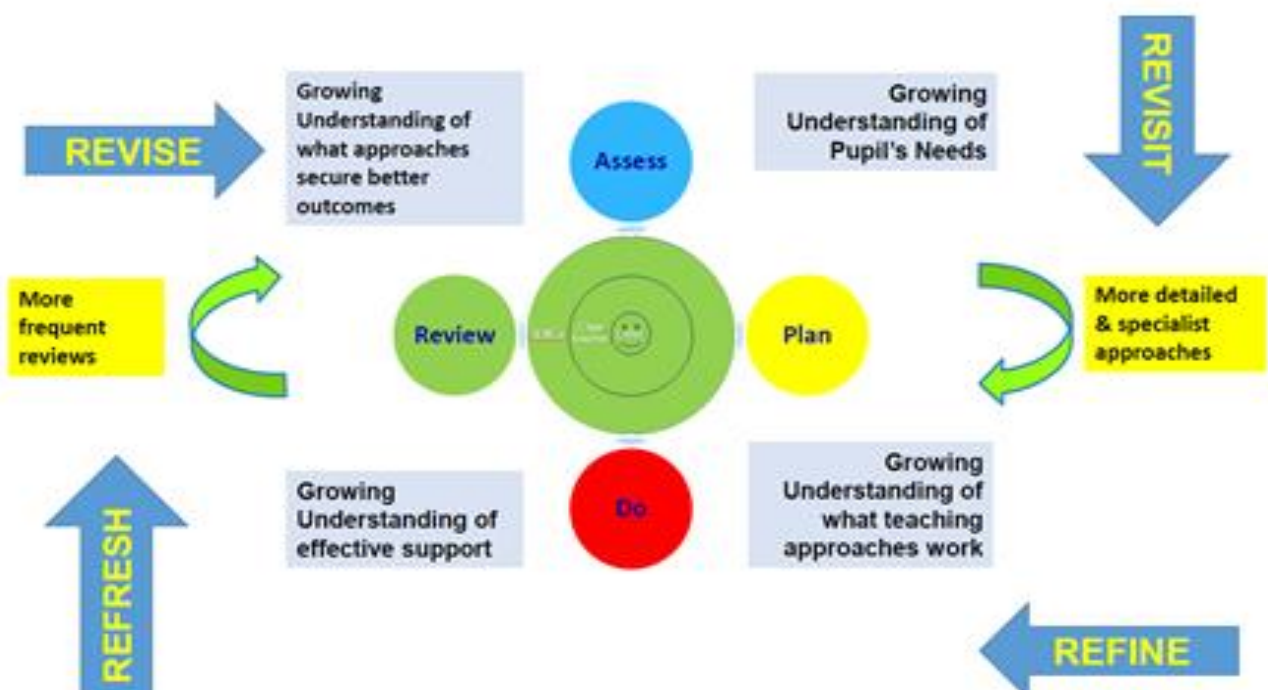 REVISE
Growing
Understanding of
what approaches
secure better
outcomes
Assess
Growing
Understanding of
Pupil's Needs
REVISIT
More
frequent
reviews
Review
Plan
More detailed
& specialist
approaches
Growing
Understanding of
effective support
Do
Growing
Understanding of
what teaching
approaches work
REFRESH
REFINE